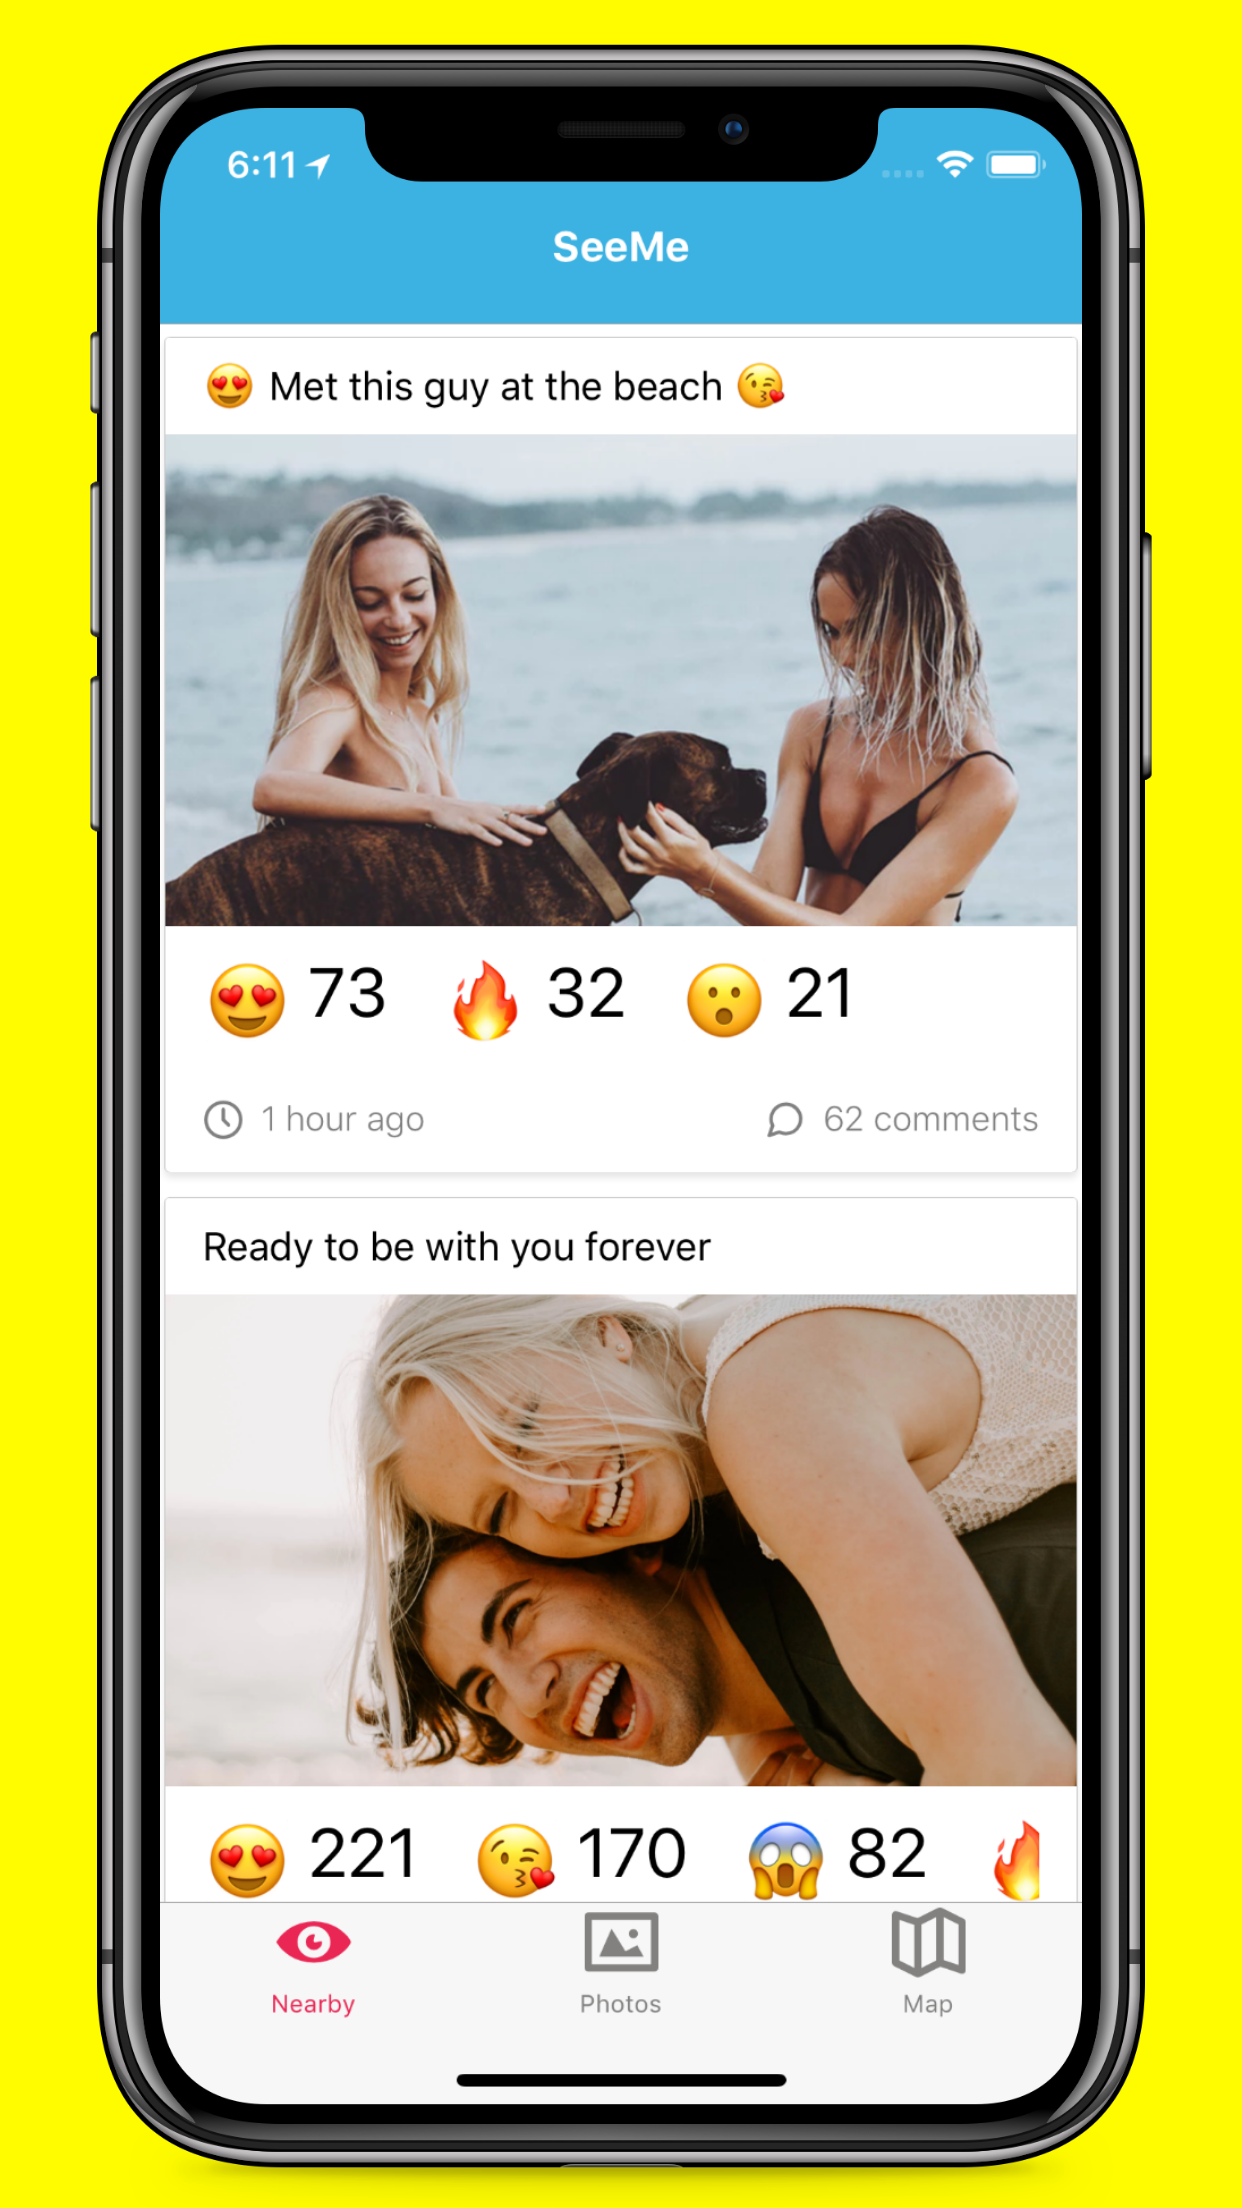 6:11
SeeMe
😍 Met this guy at the beach 😘
😍 73 🔥 32 😮 21
1 hour ago 62 comments
Ready to be with you forever
😍 221 😘 170 😱 82 🔥
Nearby Photos Map